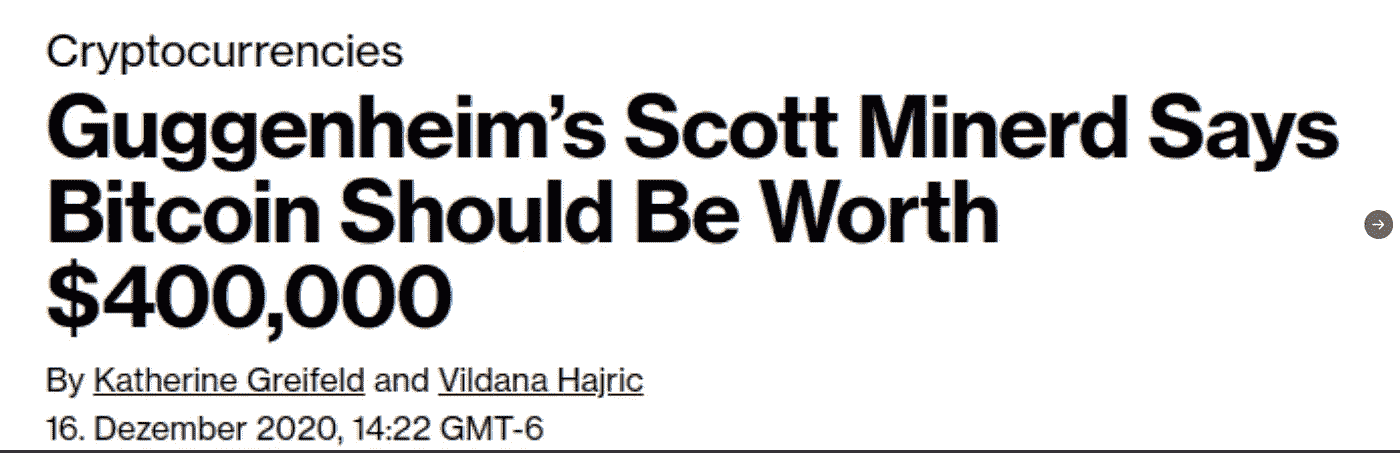 Cryptocurrencies
Guggenheim’s Scott Minerd Says
Bitcoin Should Be Worth
$400,000
By Katherine Greifeld and Vildana Hajric
16. Dezember 2020, 14:22 GMT-6